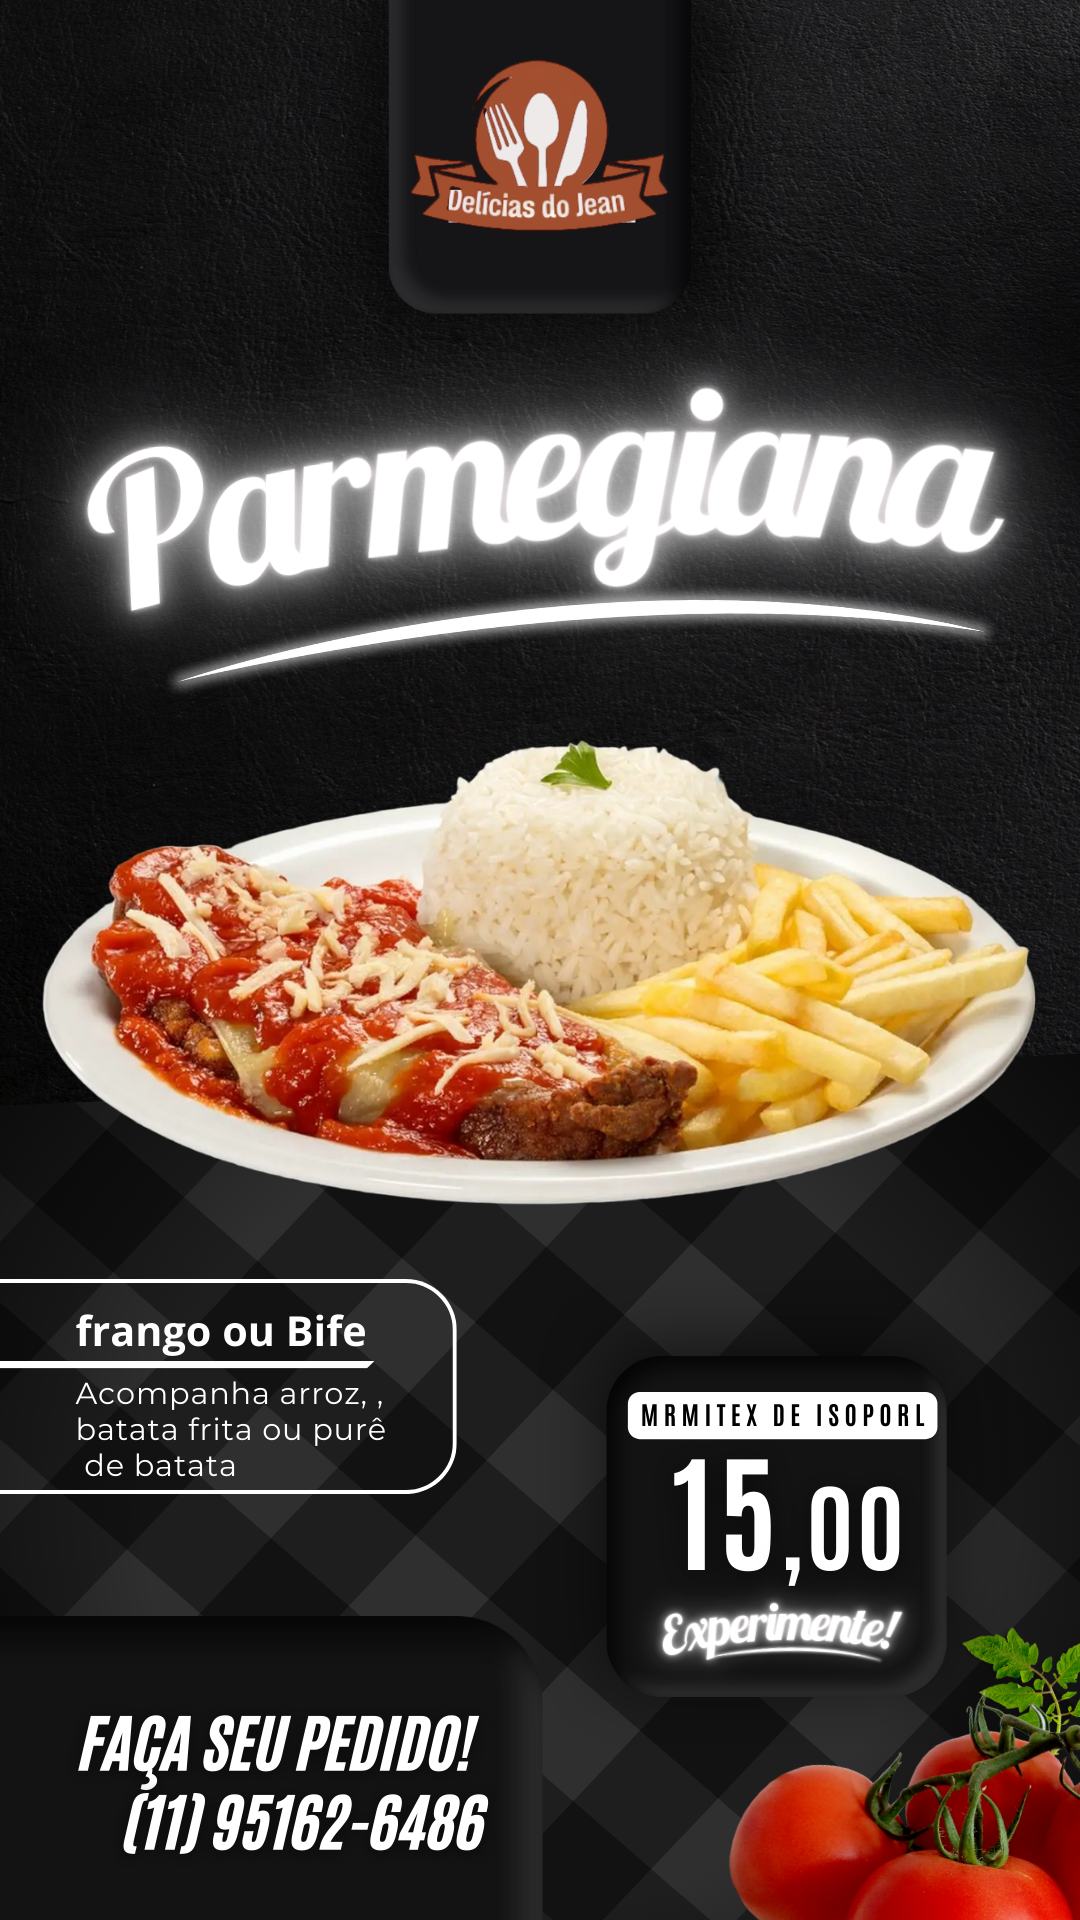 Delícias do Jean
Parmegiana
frango ou Bife
Acompanha arroz, ,
batata frita ou purê
de batata
MRMITEX DE ISOPORL
15,00
Experimente!
FAÇA SEU PEDIDO!
(11) 95162-6486